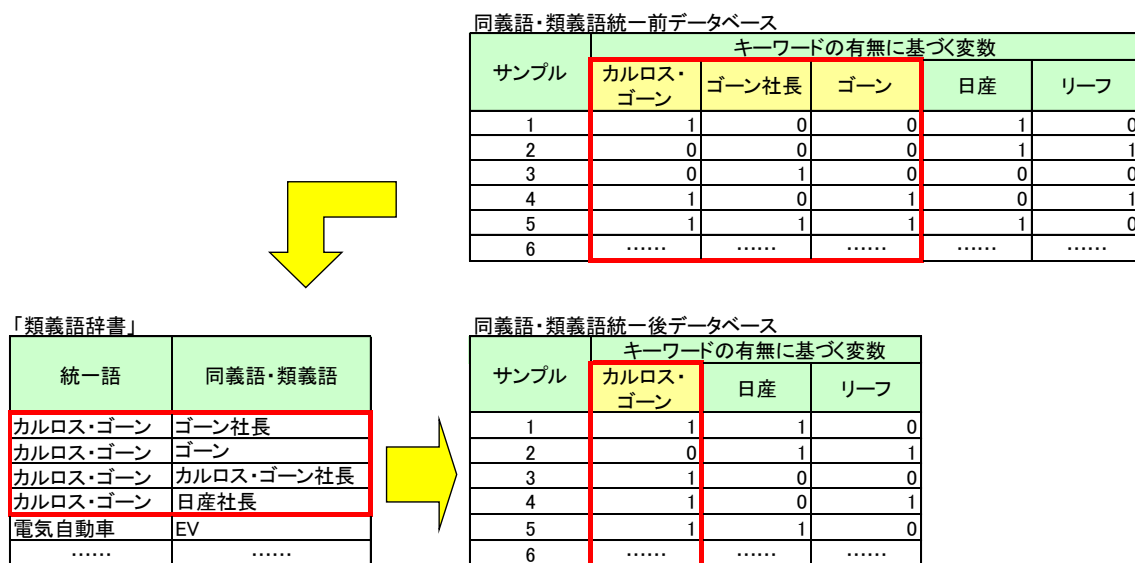 同義語・類義語統一前データベース
サンプル キーワードの有無に基づく変数
カルロス・ゴーン ゴーン社長 ゴーン 日産 リーフ
1 1 0 0 1 0
2 0 0 0 1 1
3 0 1 0 0 0
4 1 0 1 0 1
5 1 1 1 1 0
6 …… …… …… …… ……
「類義語辞書」
統一語 同義語・類義語
カルロス・ゴーン ゴーン社長
カルロス・ゴーン ゴーン
カルロス・ゴーン カルロス・ゴーン社長
カルロス・ゴーン 日産社長
電気自動車 EV
…… ……
同義語・類義語統一後データベース
サンプル キーワードの有無に基づく変数
カルロス・ゴーン 日産 リーフ
1 1 1 0
2 0 1 1
3 1 0 0
4 1 0 1
5 1 1 0
6 …… …… ……